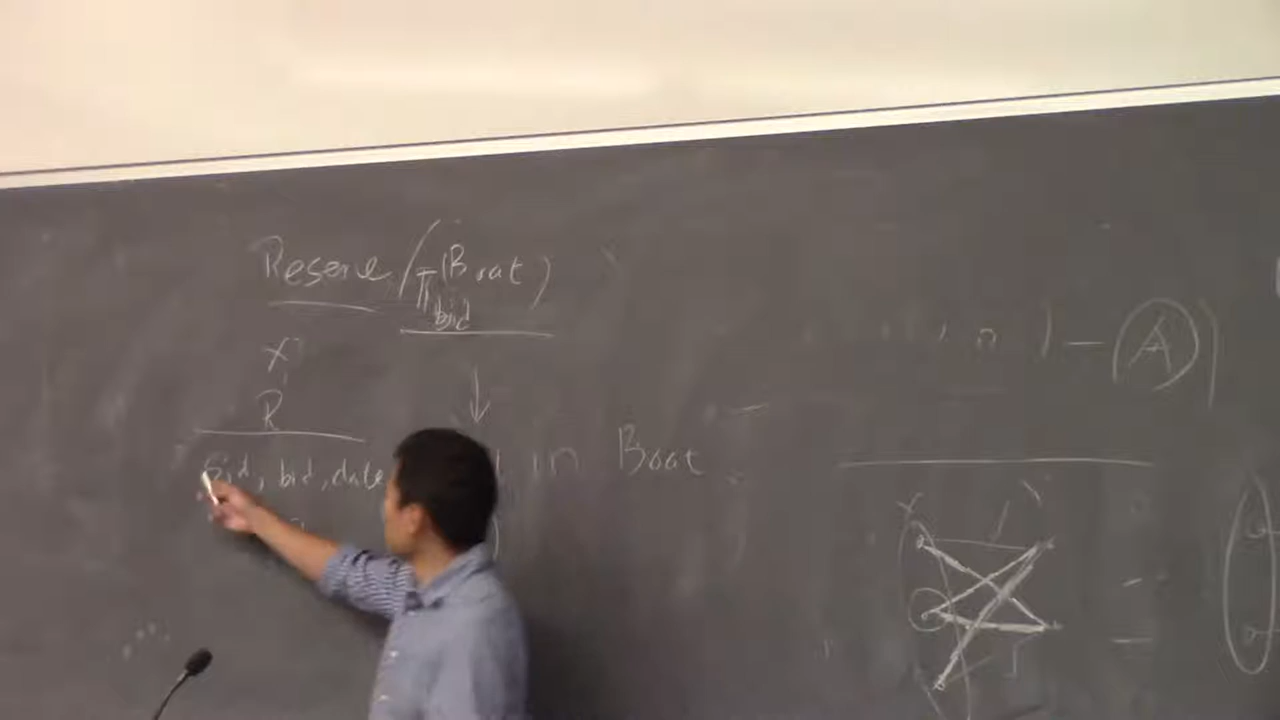 Reserve / (π (Boat)
bid
X
R
in Boat
Sid, bid, date
) — A